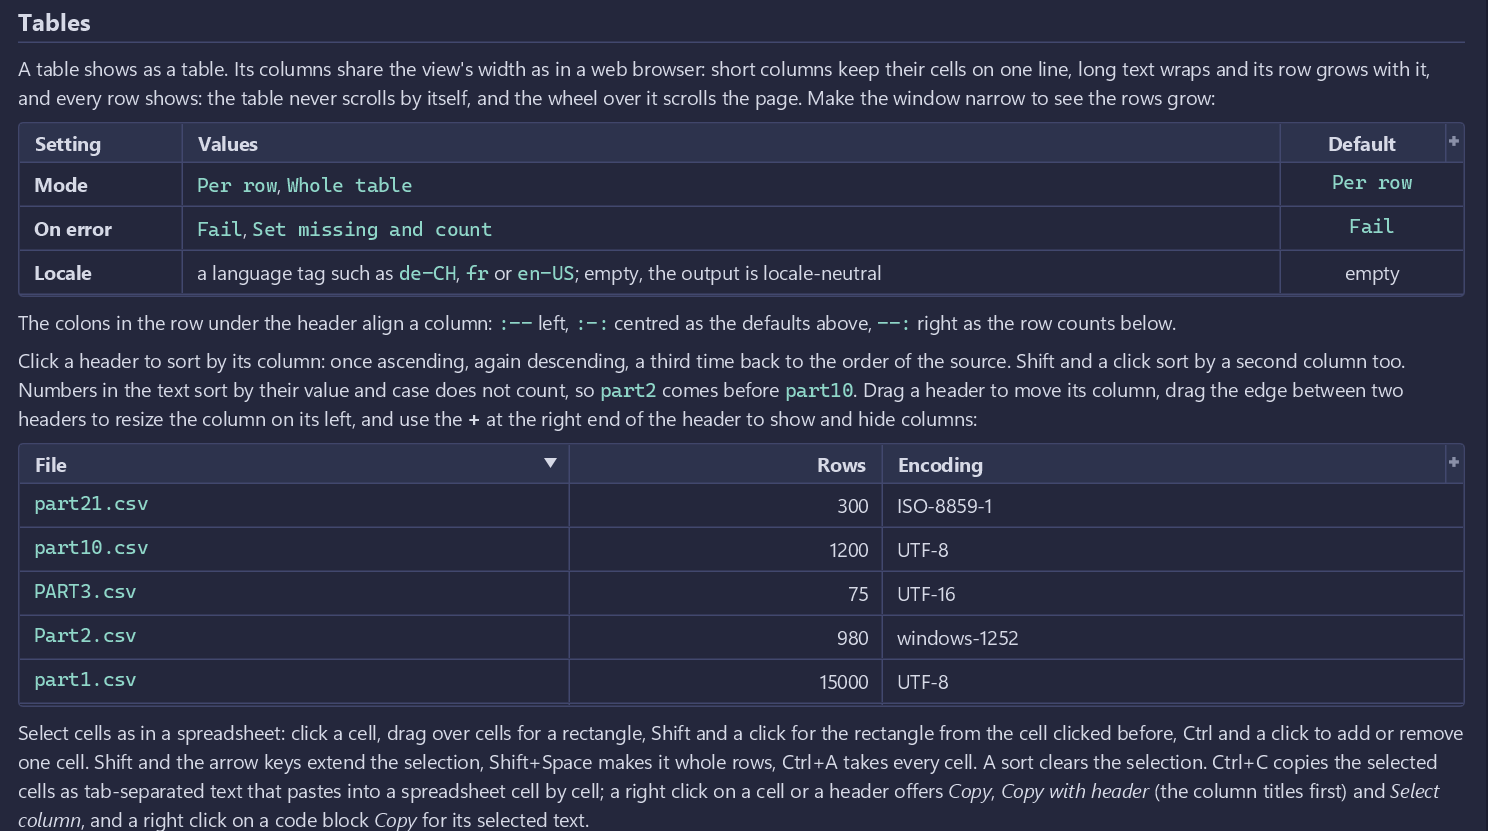 Tables
A table shows as a table. Its columns share the view's width as in a web browser: short columns keep their cells on one line, long text wraps and its row grows with it,
and every row shows: the table never scrolls by itself, and the wheel over it scrolls the page. Make the window narrow to see the rows grow:
Setting Values Default +
Mode Per row, Whole table Per row
On error Fail, Set missing and count Fail
Locale a language tag such as de-CH, fr or en-US; empty, the output is locale-neutral empty
The colons in the row under the header align a column: :-- left, :-: centred as the defaults above, --: right as the row counts below.
Click a header to sort by its column: once ascending, again descending, a third time back to the order of the source. Shift and a click sort by a second column too.
Numbers in the text sort by their value and case does not count, so part2 comes before part10. Drag a header to move its column, drag the edge between two
headers to resize the column on its left, and use the + at the right end of the header to show and hide columns:
File ▼ Rows Encoding +
part21.csv 300 ISO-8859-1
part10.csv 1200 UTF-8
PART3.csv 75 UTF-16
Part2.csv 980 windows-1252
part1.csv 15000 UTF-8
Select cells as in a spreadsheet: click a cell, drag over cells for a rectangle, Shift and a click for the rectangle from the cell clicked before, Ctrl and a click to add or remove
one cell. Shift and the arrow keys extend the selection, Shift+Space makes it whole rows, Ctrl+A takes every cell. A sort clears the selection. Ctrl+C copies the selected
cells as tab-separated text that pastes into a spreadsheet cell by cell; a right click on a cell or a header offers Copy, Copy with header (the column titles first) and Select
column, and a right click on a code block Copy for its selected text.